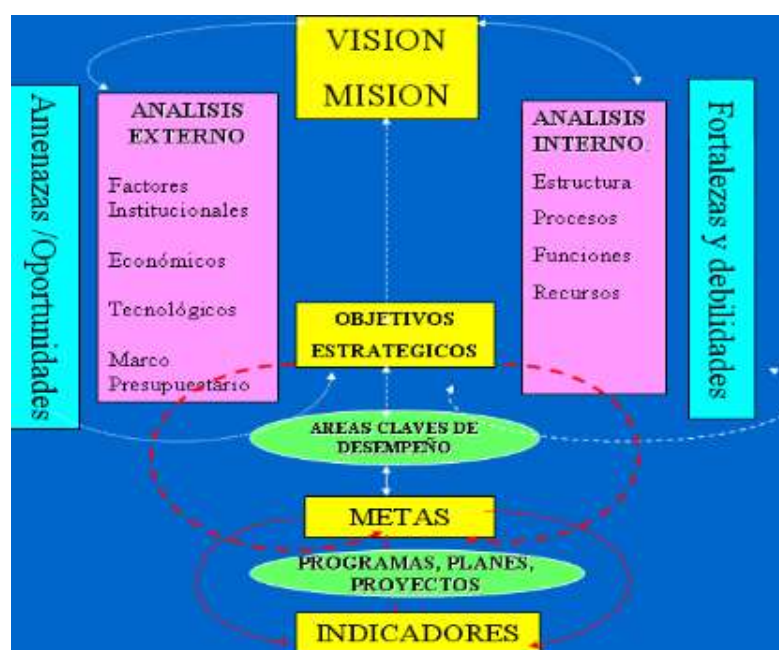 VISION
MISION
Amenazas /Oportunidades
ANALISIS
EXTERNO
Factores
Institucionales
Económicos
Tecnológicos
Marco
Presupuestario
ANALISIS
INTERNO
Estructura
Procesos
Funciones
Recursos
Fortalezas y debilidades
OBJETIVOS
ESTRATEGICOS
AREAS CLAVES DE
DESEMPEÑO
METAS
PROGRAMAS, PLANES,
PROYECTOS
INDICADORES